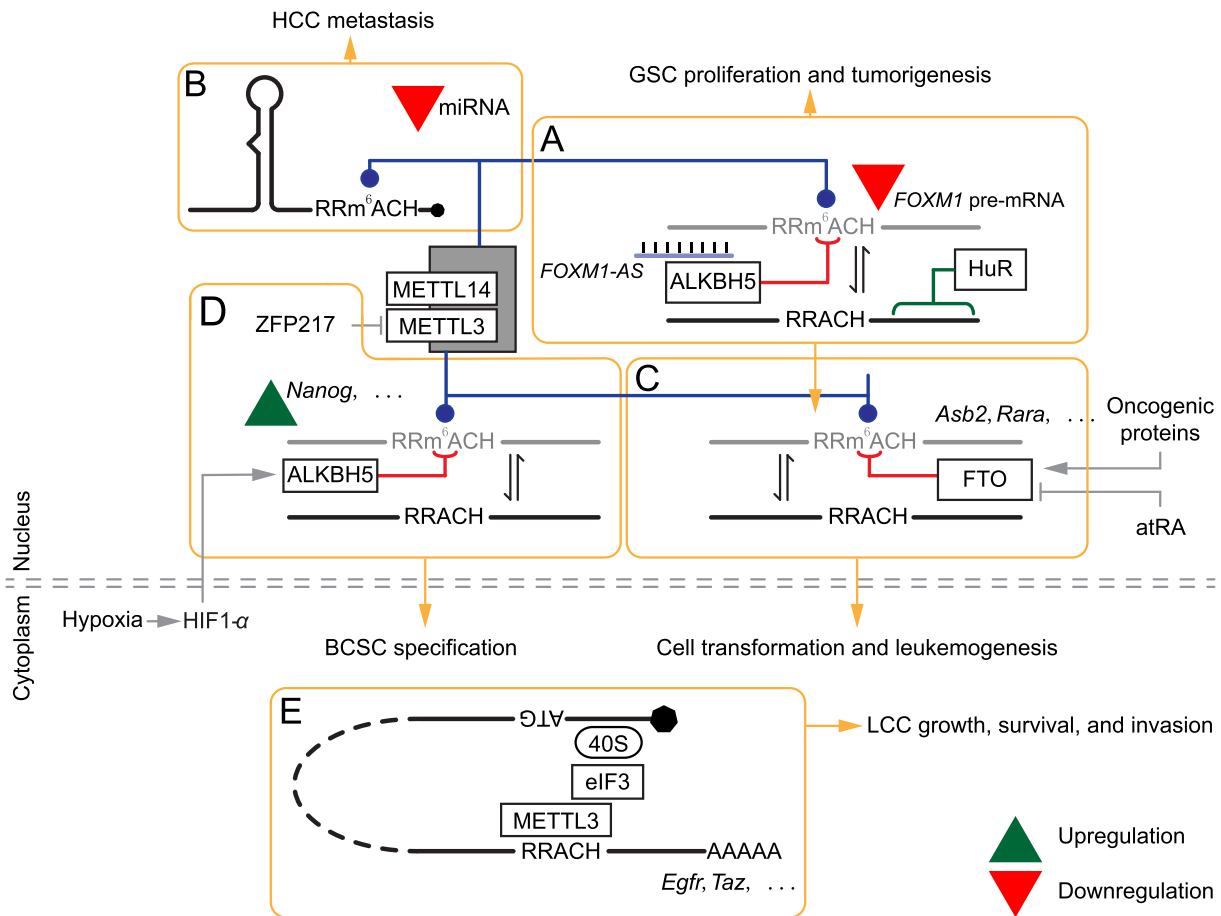 HCC metastasis
GSC proliferation and tumorigenesis
B
miRNA
RRm⁶ACH
A
FOXM1 pre-mRNA
RRm⁶ACH
FOXM1-AS
ALKBH5
HuR
RRACH
METTL14
METTL3
D
ZFP217
Nanog, ...
RRm⁶ACH
ALKBH5
RRACH
C
Asb2, Rara, ...
Oncogenic
proteins
RRm⁶ACH
FTO
RRACH
atRA
Nucleus
Cytoplasm
Hypoxia
HIF1-α
BCSC specification
Cell transformation and leukemogenesis
E
ATG
40S
eIF3
METTL3
RRACH
AAAAA
Egfr, Taz, ...
LCC growth, survival, and invasion
Upregulation
Downregulation